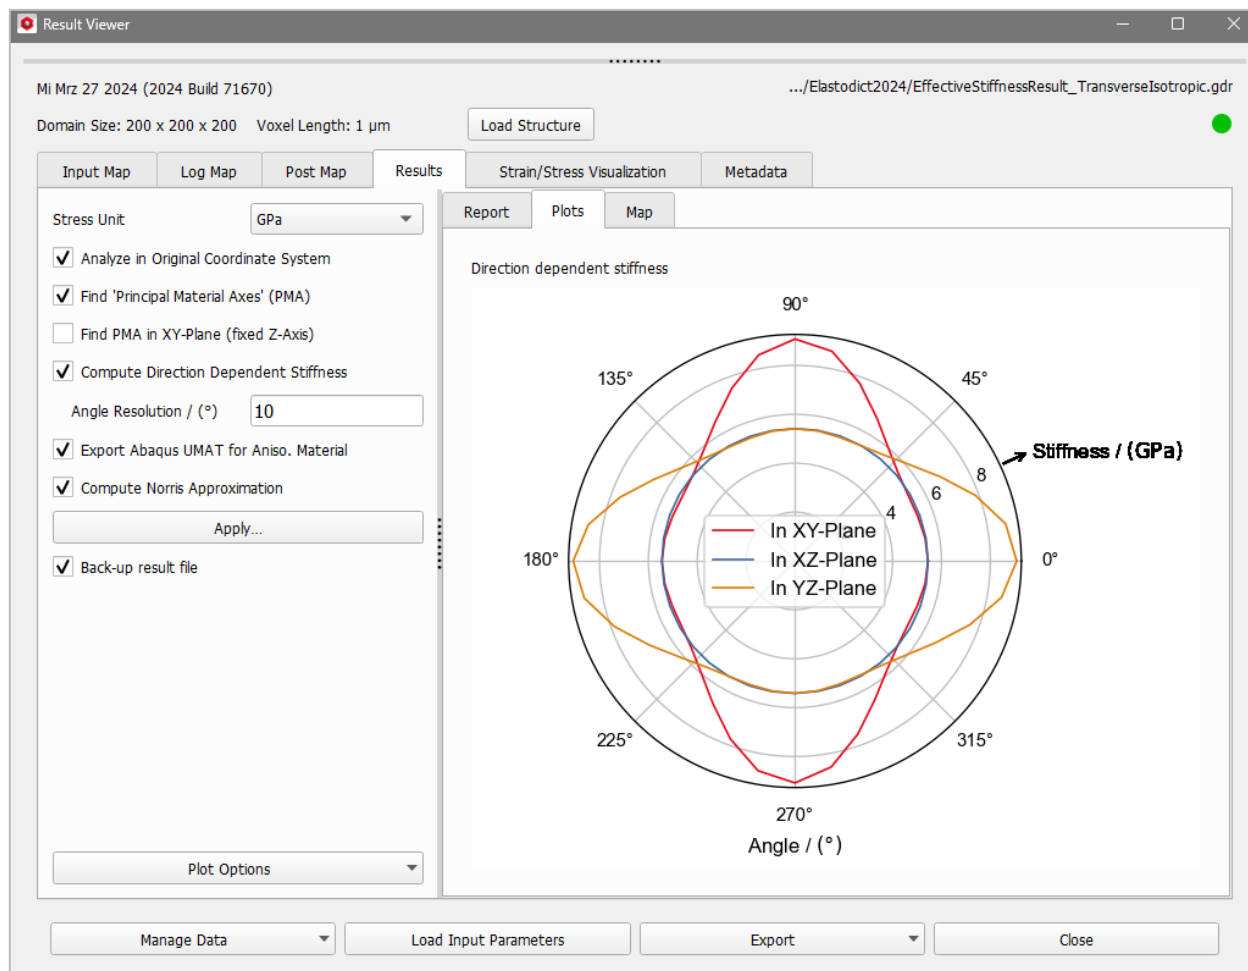 Result Viewer
Mi Mrz 27 2024 (2024 Build 71670)
.../Elastodict2024/EffectiveStiffnessResult_TransverseIsotropic.gdr
Domain Size: 200 x 200 x 200 Voxel Length: 1 µm
Load Structure
Input Map Log Map Post Map Results Strain/Stress Visualization Metadata
Stress Unit GPa
Analyze in Original Coordinate System
Find 'Principal Material Axes' (PMA)
Find PMA in XY-Plane (fixed Z-Axis)
Compute Direction Dependent Stiffness
Angle Resolution / (°) 10
Export Abaqus UMAT for Aniso. Material
Compute Norris Approximation
Apply...
Back-up result file
Plot Options
Report Plots Map
Direction dependent stiffness
90°
135° 45°
Stiffness / (GPa)
8
6
4
In XY-Plane
In XZ-Plane
In YZ-Plane
180° 0°
225° 315°
270°
Angle / (°)
Manage Data Load Input Parameters Export Close